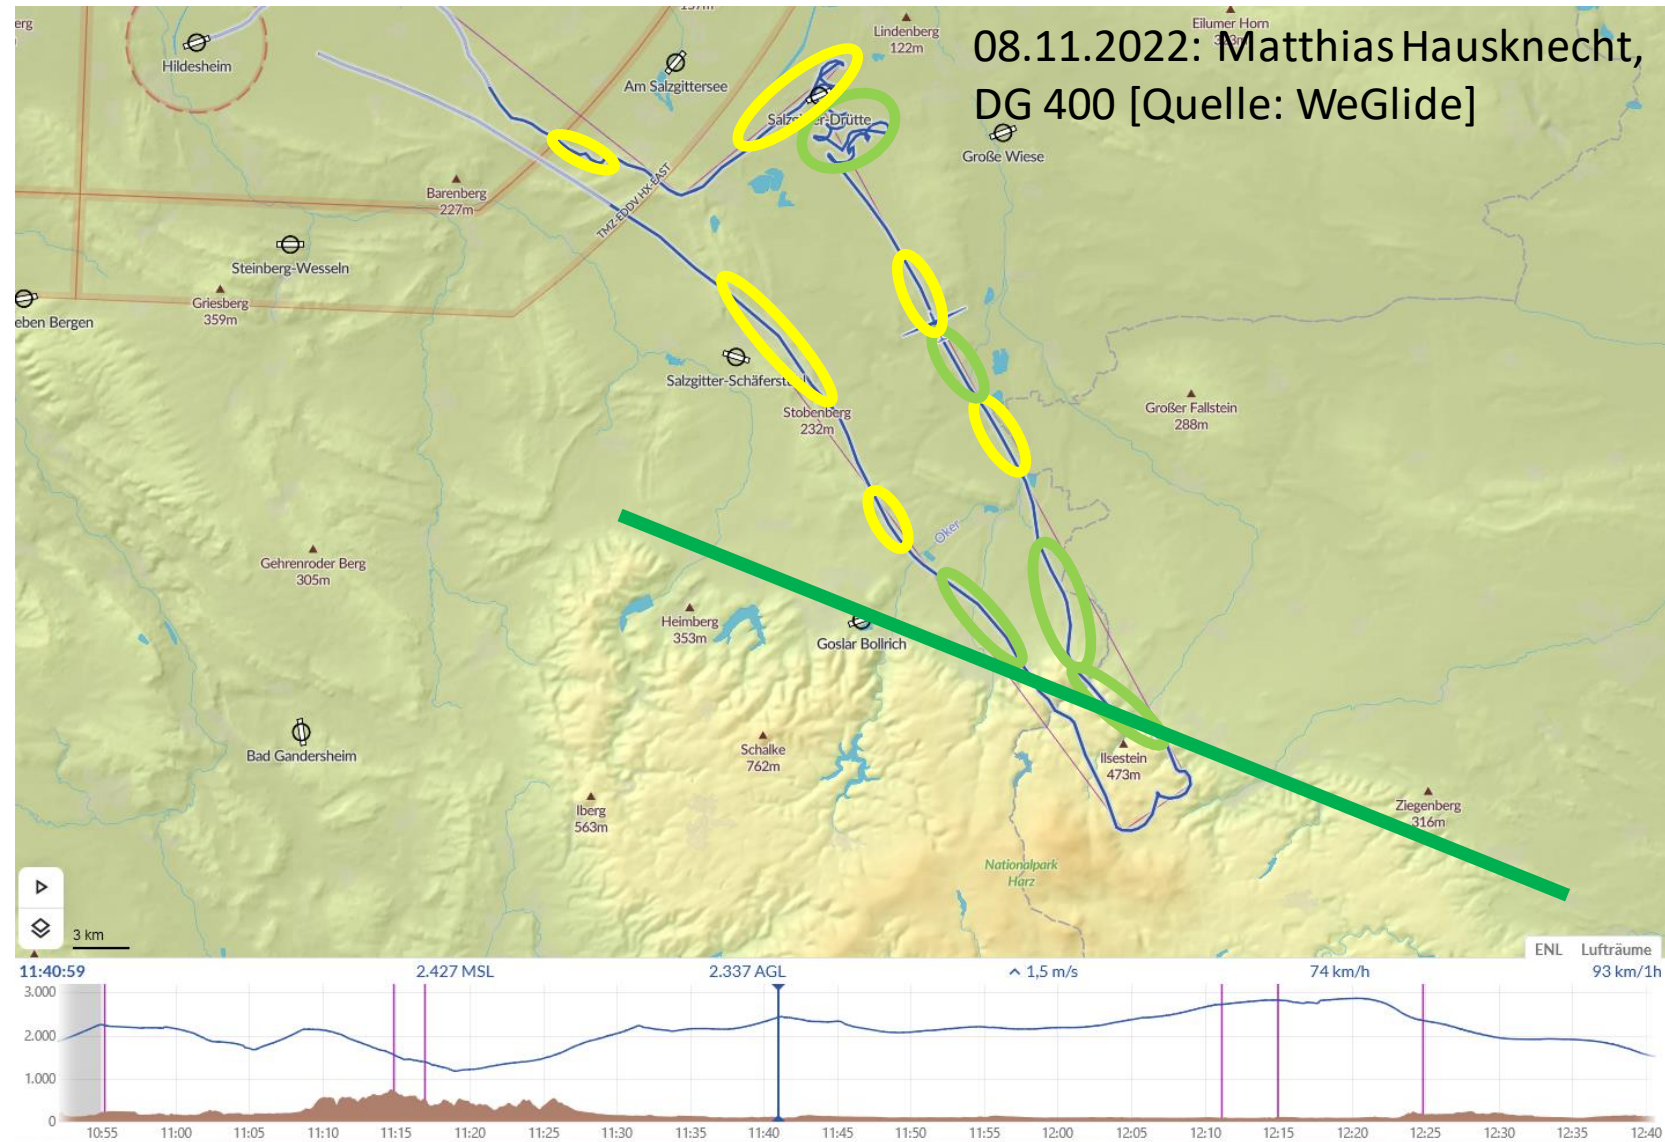 08.11.2022: Matthias Hausknecht,
DG 400 [Quelle: WeGlide]
erg
157m
Lindenberg
122m
Eilumer Horn
323m
Hildesheim
Am Salzgittersee
Salzgitter-Drütte
Große Wiese
Barenberg
227m
TMZ-EDDV HX-EAST
Steinberg-Wesseln
Griesberg
359m
eben Bergen
Salzgitter-Schäferstuhl
Stobenberg
232m
Großer Fallstein
288m
Oker
Gehrenroder Berg
305m
Heimberg
353m
Goslar Bollrich
Bad Gandersheim
Schalke
762m
Ilsestein
473m
Iberg
563m
Ziegenberg
316m
Nationalpark
Harz
3 km
ENL Lufträume
11:40:59 2.427 MSL 2.337 AGL ^ 1,5 m/s 74 km/h 93 km/1h
3.000
2.000
1.000
0
10:55 11:00 11:05 11:10 11:15 11:20 11:25 11:30 11:35 11:40 11:45 11:50 11:55 12:00 12:05 12:10 12:15 12:20 12:25 12:30 12:35 12:40